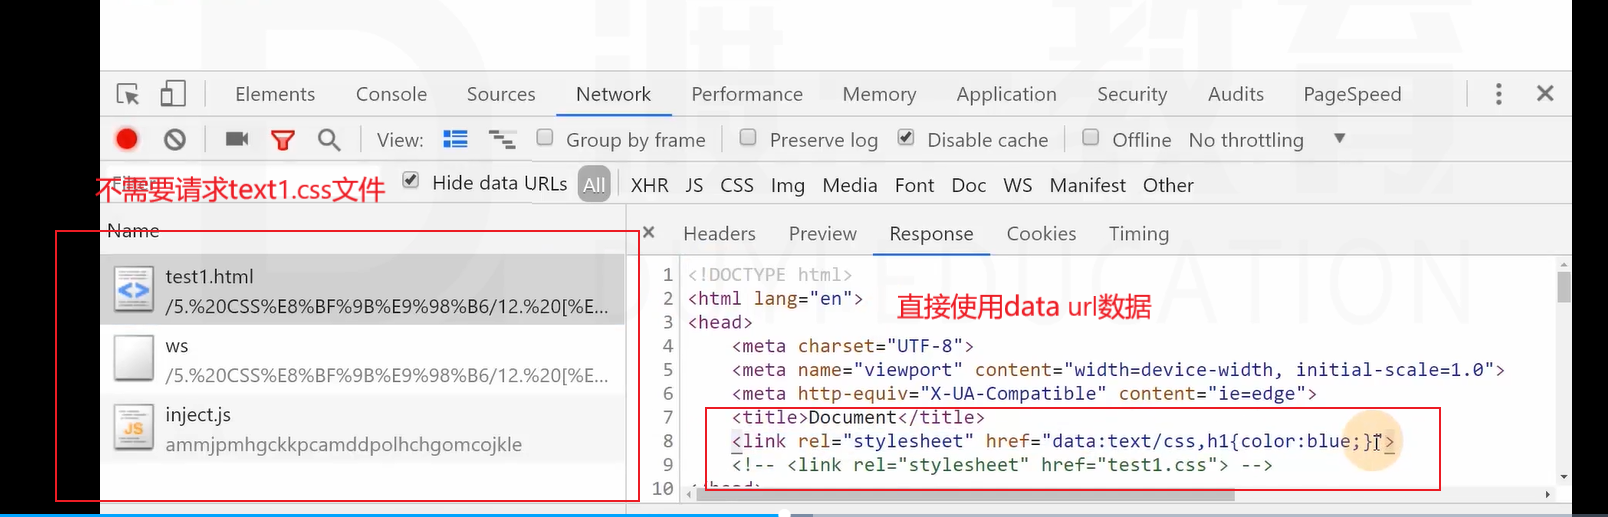 Elements Console Sources Network Performance Memory Application Security Audits PageSpeed
View: Group by frame Preserve log Disable cache Offline No throttling
不需要请求text1.css文件 Hide data URLs All XHR JS CSS Img Media Font Doc WS Manifest Other
Name
Headers Preview Response Cookies Timing
test1.html
/5.%20CSS%E8%BF%9B%E9%98%B6/12.%20[%E...
ws
/5.%20CSS%E8%BF%9B%E9%98%B6/12.%20[%E...
inject.js
ammjpmhgckkpcamddpolhchgomcojkle
直接使用data url数据
1 <!DOCTYPE html>
2 <html lang="en">
3 <head>
4 <meta charset="UTF-8">
5 <meta name="viewport" content="width=device-width, initial-scale=1.0">
6 <meta http-equiv="X-UA-Compatible" content="ie=edge">
7 <title>Document</title>
8 <link rel="stylesheet" href="data:text/css,h1{color:blue;}">
9 <!-- <link rel="stylesheet" href="test1.css"> -->
10
EDUCATION